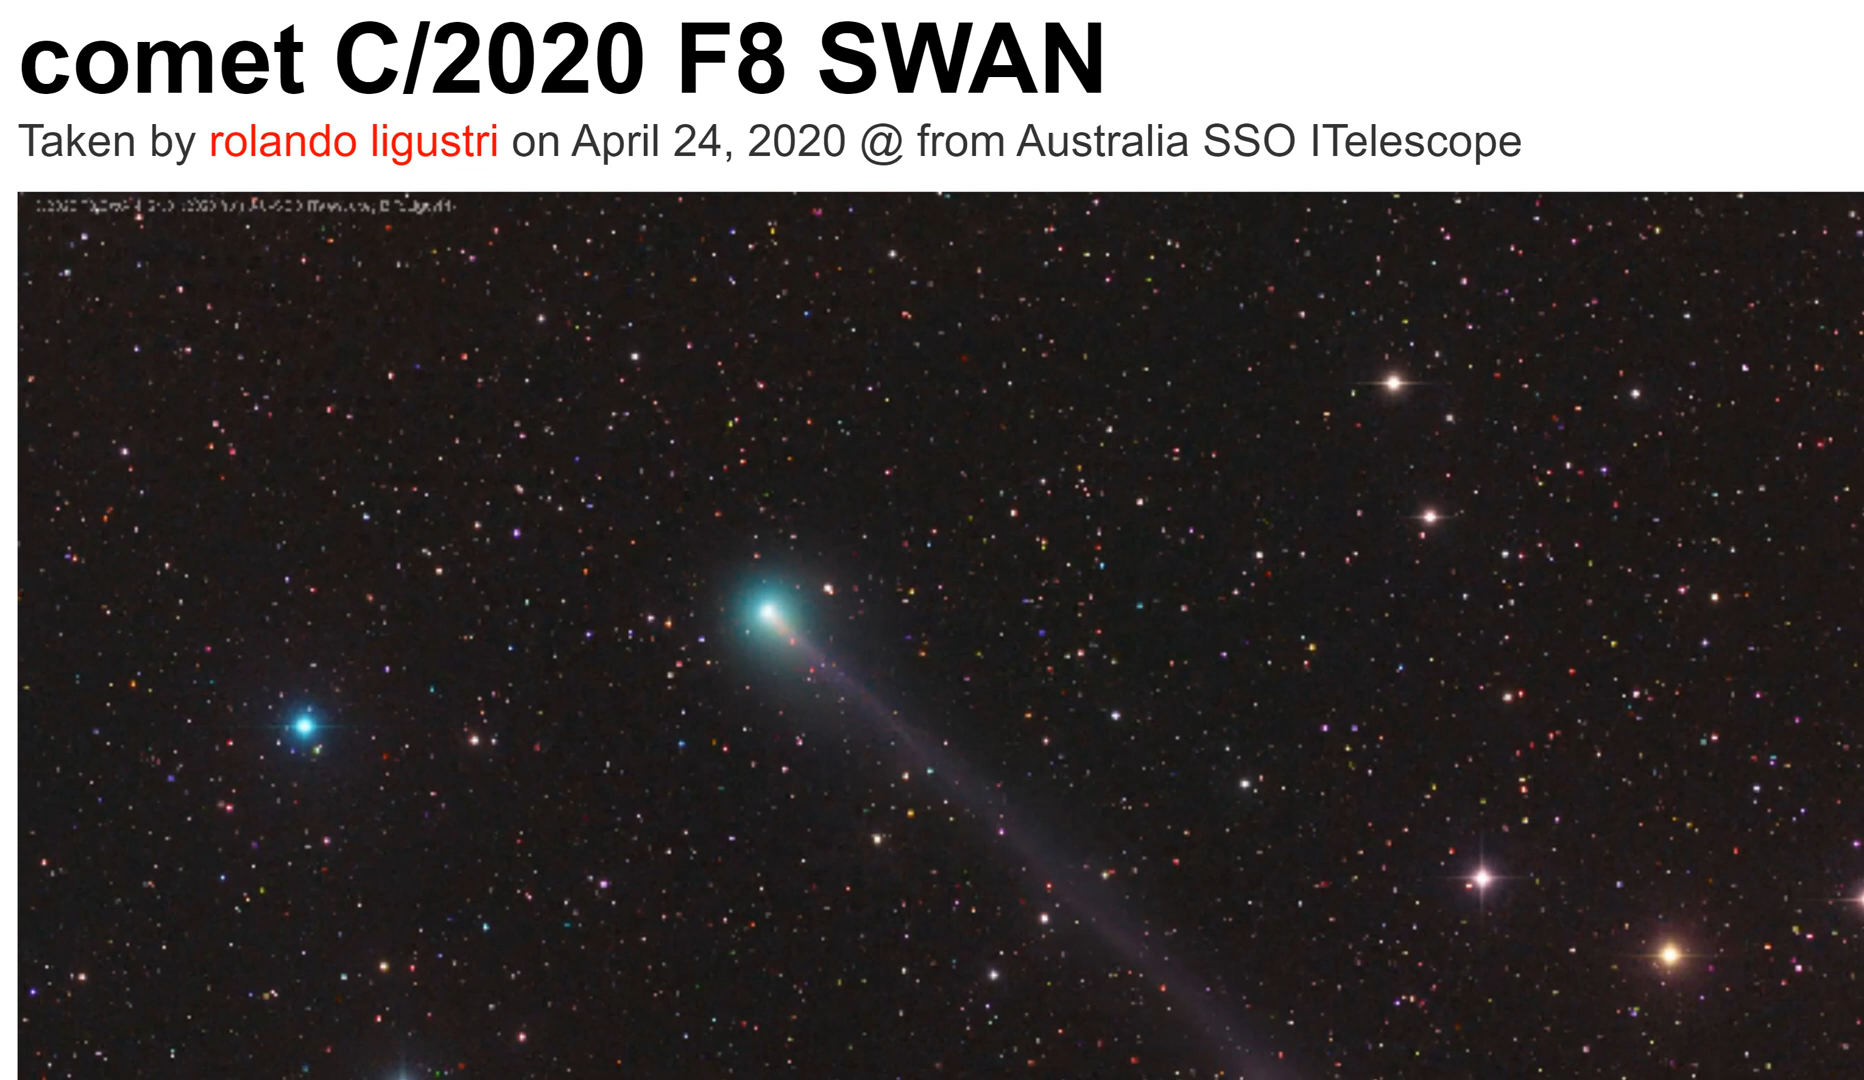 comet C/2020 F8 SWAN
Taken by rolando ligustri on April 24, 2020 @ from Australia SSO ITelescope